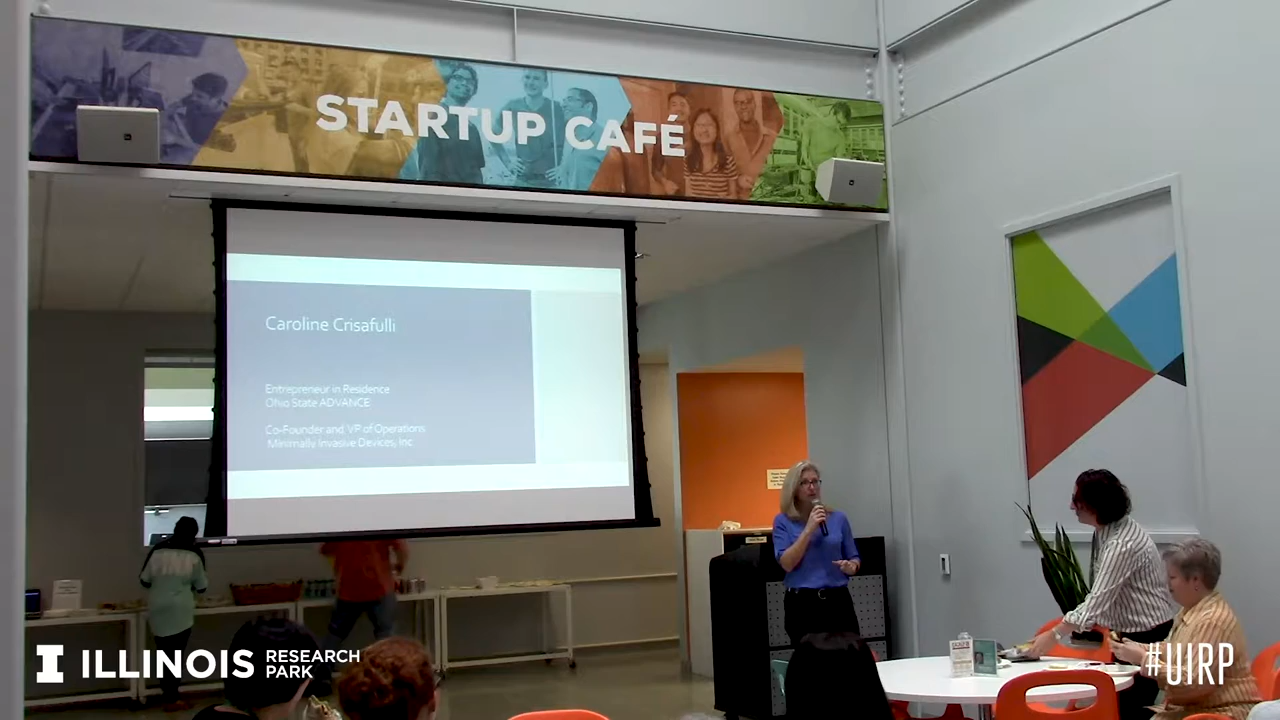 STARTUP CAFÉ
Caroline Crisafulli
Entrepreneur in Residence
Ohio State ADVANCE
Co-Founder and VP of Operations
Minimally Invasive Devices, Inc
I ILLINOIS RESEARCH
PARK
#UIRP